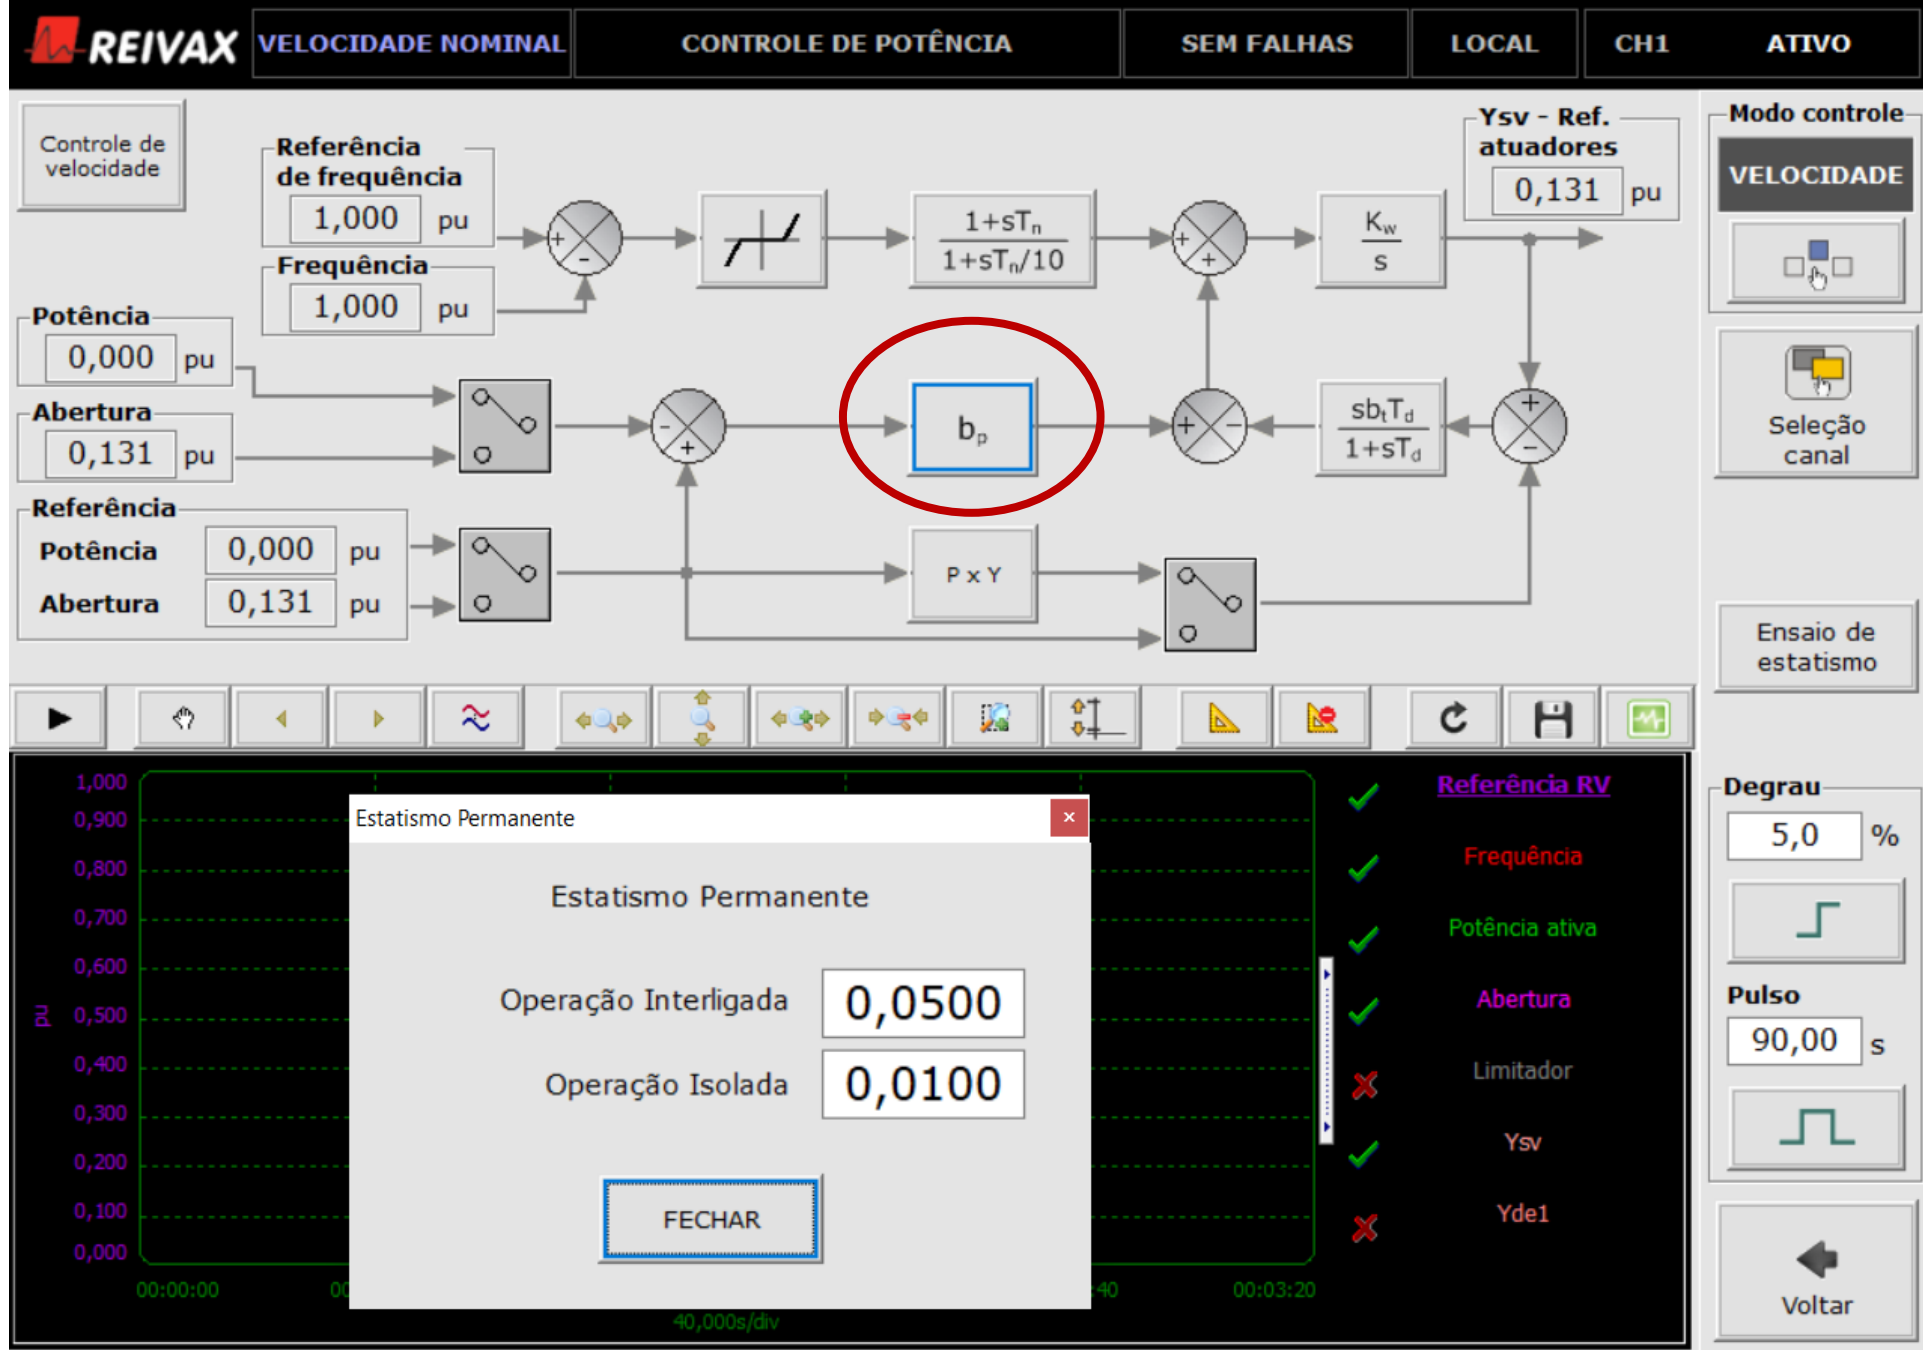 REIVAX
VELOCIDADE NOMINAL
CONTROLE DE POTÊNCIA
SEM FALHAS
LOCAL
CH1
ATIVO
Controle de
velocidade
Referência
de frequência
1,000 pu
Frequência
1,000 pu
Potência
0,000 pu
Abertura
0,131 pu
Referência
Potência 0,000 pu
Abertura 0,131 pu
+
-
1+sTn
1+sTn/10
+
+
Kw
s
Ysv - Ref.
atuadores
0,131 pu
-
+
bp
+ -
sbtTd
1+sTd
+
-
P x Y
Modo controle
VELOCIDADE
Seleção
canal
Ensaio de
estatismo
Degrau
5,0 %
Pulso
90,00 s
Voltar
1,000
0,900
0,800
0,700
0,600
0,500
0,400
0,300
0,200
0,100
0,000
pu
00:00:00
00
:40
00:03:20
40,000s/div
Estatismo Permanente
×
Estatismo Permanente
Operação Interligada 0,0500
Operação Isolada 0,0100
FECHAR
Referência RV
Frequência
Potência ativa
Abertura
Limitador
Ysv
Yde1